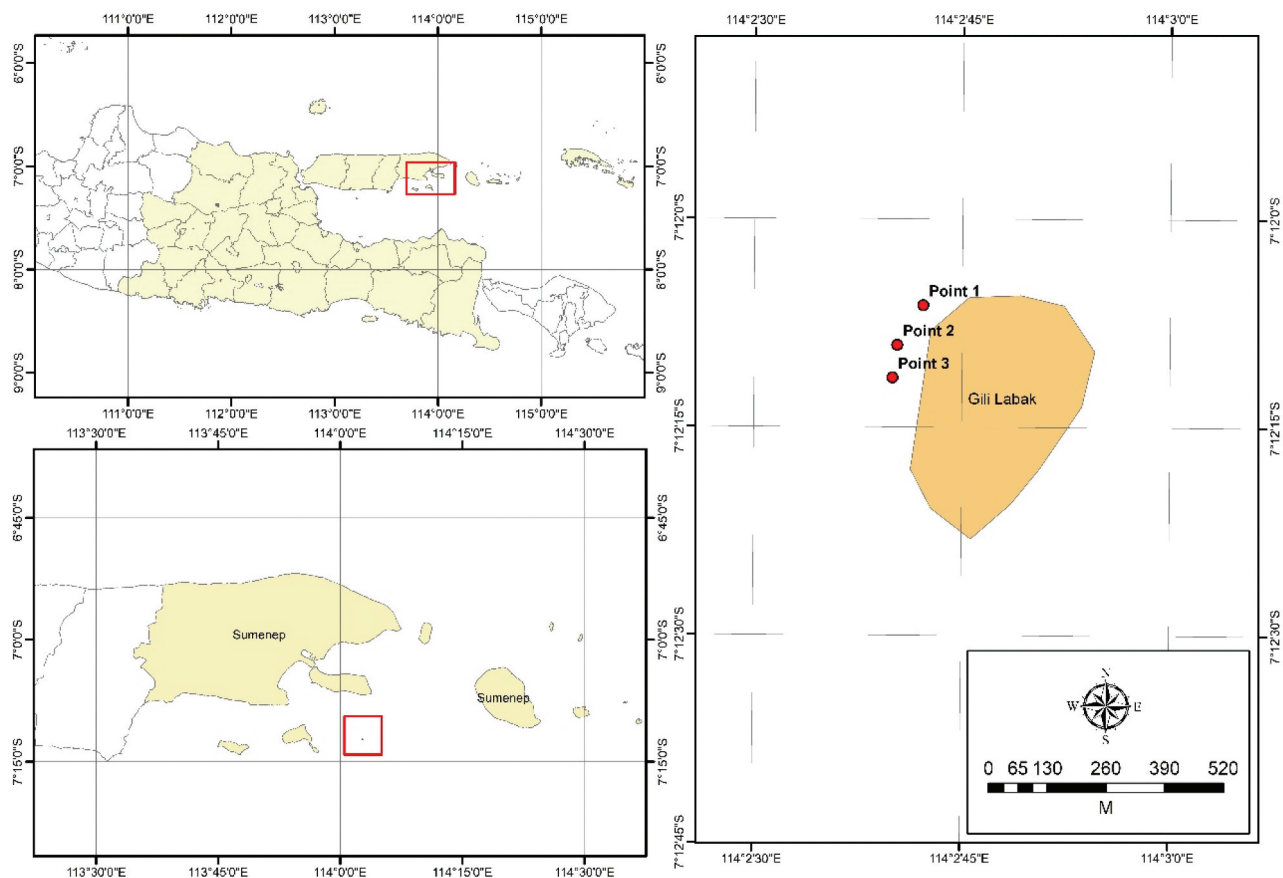 111°0'0"E 112°0'0"E 113°0'0"E 114°0'0"E 115°0'0"E
6°0'0"S 6°0'0"S
7°0'0"S 7°0'0"S
8°0'0"S 8°0'0"S
9°0'0"S 9°0'0"S
111°0'0"E 112°0'0"E 113°0'0"E 114°0'0"E 115°0'0"E
113°30'0"E 113°45'0"E 114°0'0"E 114°15'0"E 114°30'0"E
6°45'0"S 6°45'0"S
7°0'0"S 7°0'0"S
7°15'0"S 7°15'0"S
Sumenep
Sumenep
113°30'0"E 113°45'0"E 114°0'0"E 114°15'0"E 114°30'0"E
114°2'30"E 114°2'45"E 114°3'0"E
7°12'0"S 7°12'0"S
Point 1
Point 2
Point 3
Gili Labak
7°12'15"S 7°12'15"S
7°12'30"S 7°12'30"S
N
W E
S
0 65 130 260 390 520
M
7°12'45"S 7°12'45"S
114°2'30"E 114°2'45"E 114°3'0"E